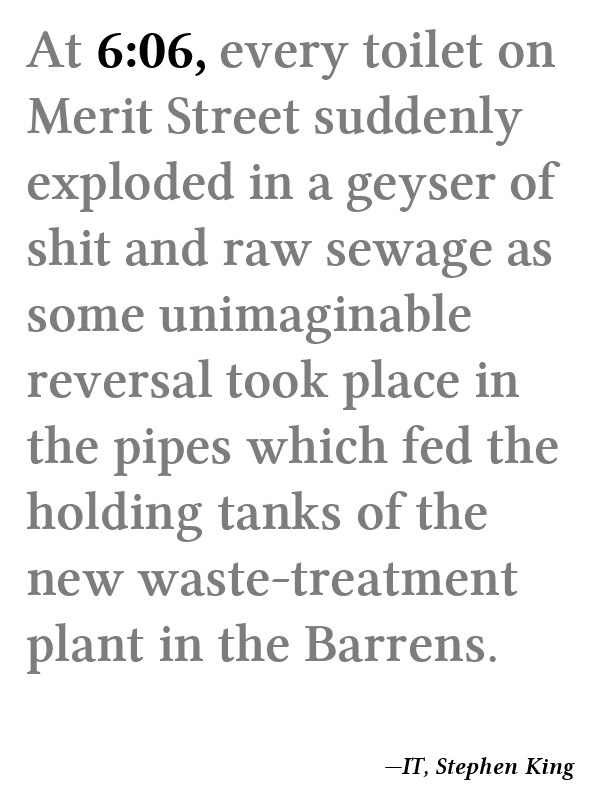 At 6:06, every toilet on
Merit Street suddenly
exploded in a geyser of
shit and raw sewage as
some unimaginable
reversal took place in
the pipes which fed the
holding tanks of the
new waste-treatment
plant in the Barrens.
—IT, Stephen King